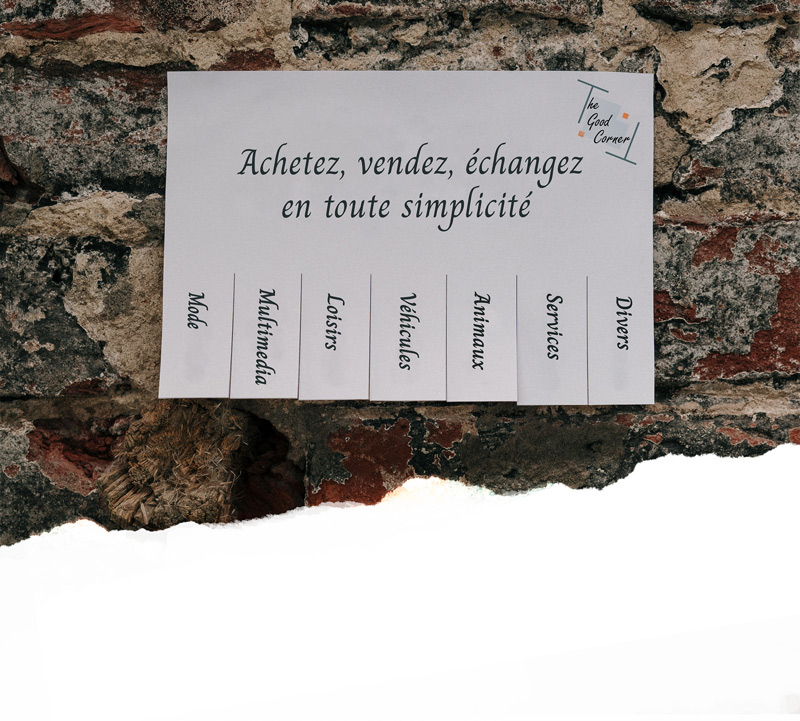 The
Good
Corner
Achetez, vendez, échangez
en toute simplicité
Mode
Multimedia
Loisirs
Véhicules
Animaux
Services
Divers